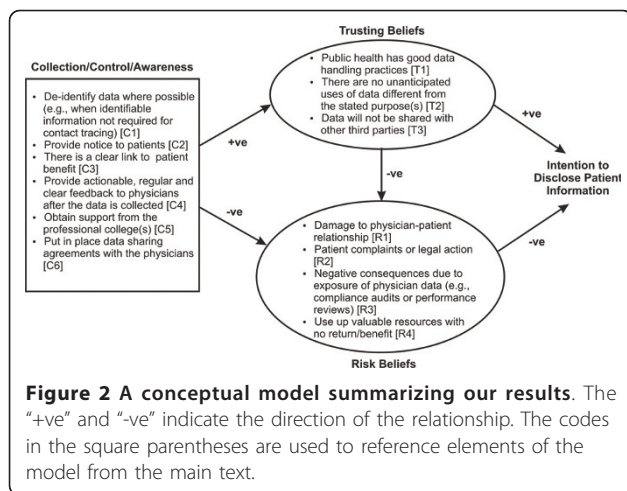 Trusting Beliefs
Collection/Control/Awareness
• De-identify data where possible
(e.g., when identifiable
information not required for
contact tracing) [C1]
• Provide notice to patients [C2]
• There is a clear link to patient
benefit [C3]
• Provide actionable, regular and
clear feedback to physicians
after the data is collected [C4]
• Obtain support from the
professional college(s) [C5]
• Put in place data sharing
agreements with the physicians
[C6]
+ve
-ve
• Public health has good data
handling practices [T1]
• There are no unanticipated
uses of data different from
the stated purpose(s) [T2]
• Data will not be shared with
other third parties [T3]
+ve
-ve
Intention to
Disclose Patient
Information
• Damage to physician-patient
relationship [R1]
• Patient complaints or legal action
[R2]
• Negative consequences due to
exposure of physician data (e.g.,
compliance audits or performance
reviews) [R3]
• Use up valuable resources with
no return/benefit [R4]
-ve
Risk Beliefs
Figure 2 A conceptual model summarizing our results. The
"+ve" and "-ve" indicate the direction of the relationship. The codes
in the square parentheses are used to reference elements of the
model from the main text.